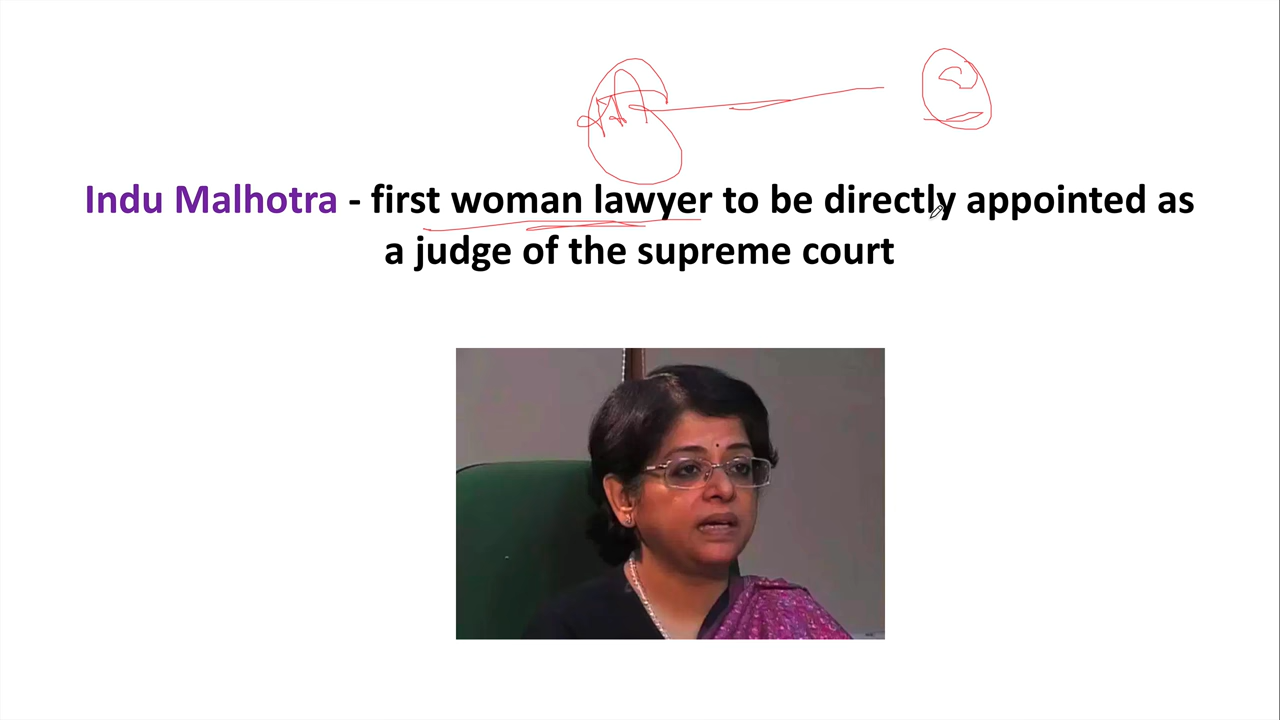 Indu Malhotra - first woman lawyer to be directly appointed as
a judge of the supreme court